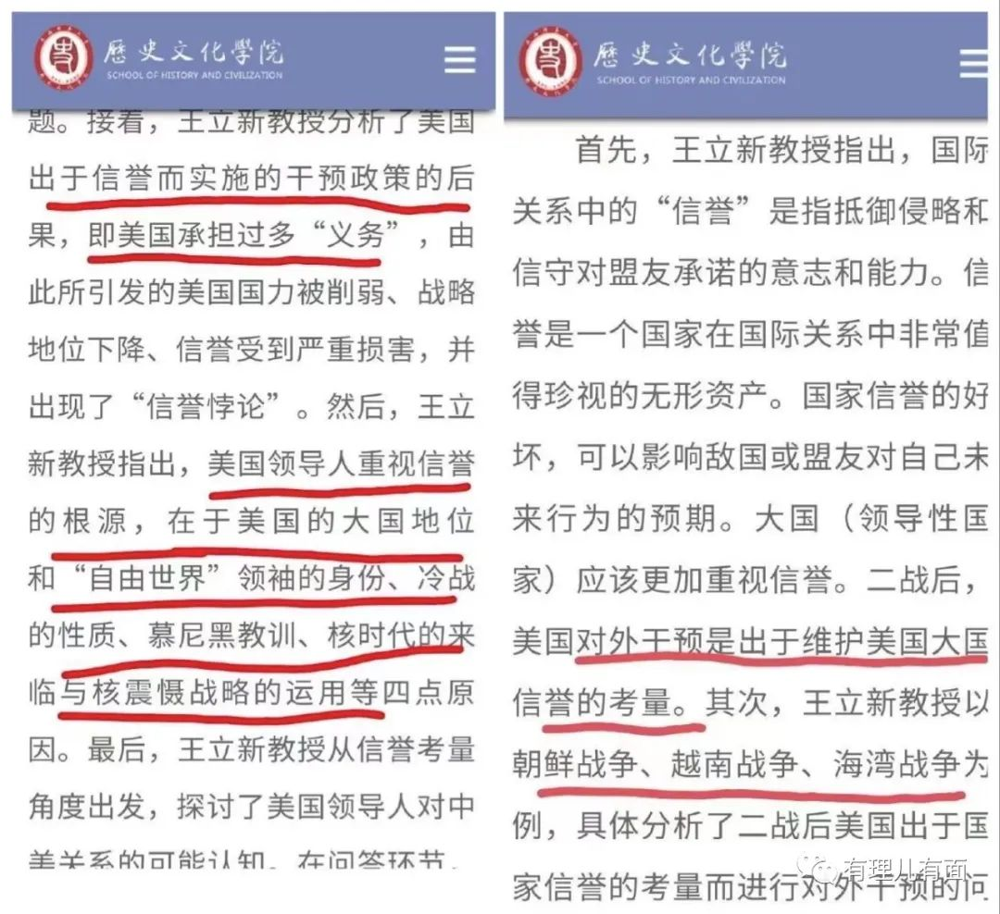 歷史文化學院
SCHOOL OF HISTORY AND CIVILIZATION
题。接着，王立新教授分析了美国
出于信誉而实施的干预政策的后
果，即美国承担过多“义务”，由
此所引发的美国国力被削弱、战略
地位下降、信誉受到严重损害，并
出现了“信誉悖论”。然后，王立
新教授指出，美国领导人重视信誉
的根源，在于美国的大国地位
和“自由世界”领袖的身份、冷战
的性质、慕尼黑教训、核时代的来
临与核震慑战略的运用等四点原
因。最后，王立新教授从信誉考量
角度出发，探讨了美国领导人对中
美关系的可能认知。在问答环节，
歷史文化學院
SCHOOL OF HISTORY AND CIVILIZATION
首先，王立新教授指出，国际
关系中的“信誉”是指抵御侵略和
信守对盟友承诺的意志和能力。信
誉是一个国家在国际关系中非常值
得珍视的无形资产。国家信誉的好
坏，可以影响敌国或盟友对自己未
来行为的预期。大国（领导性国
家）应该更加重视信誉。二战后，
美国对外干预是出于维护美国大国
信誉的考量。其次，王立新教授以
朝鲜战争、越南战争、海湾战争为
例，具体分析了二战后美国出于国
家信誉的考量而进行对外干预的问
有理儿有面